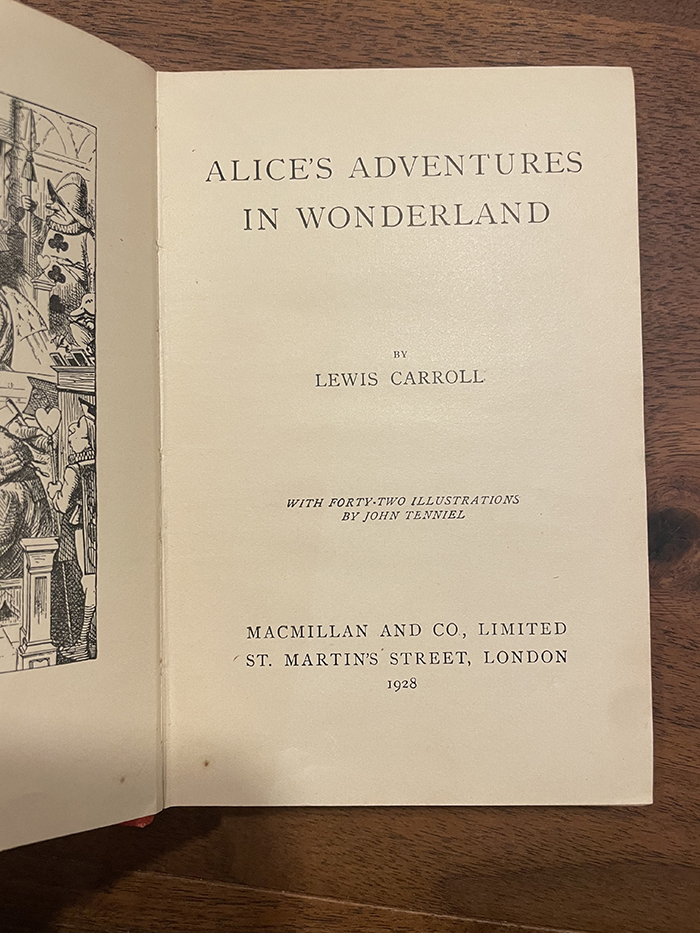 ALICE'S ADVENTURES
IN WONDERLAND
BY
LEWIS CARROLL
WITH FORTY-TWO ILLUSTRATIONS
BY JOHN TENNIEL
MACMILLAN AND CO., LIMITED
ST. MARTIN'S STREET, LONDON
1928